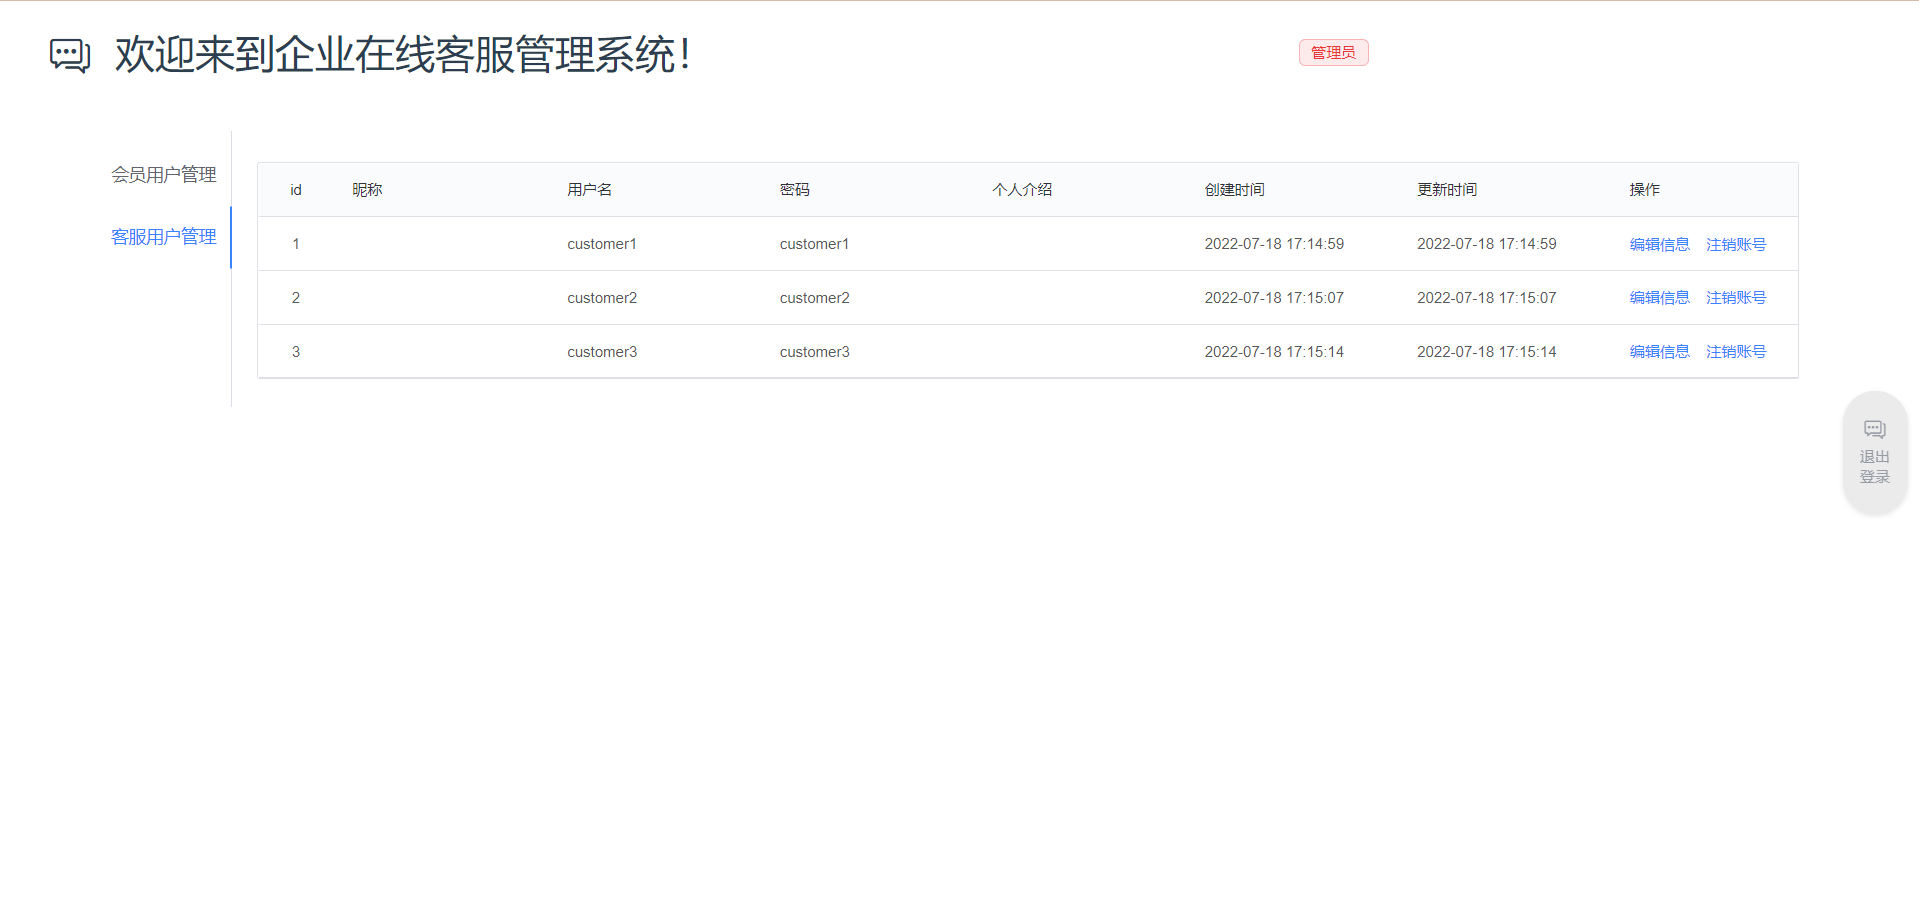 欢迎来到企业在线客服管理系统！
管理员
会员用户管理
客服用户管理
id 昵称 用户名 密码 个人介绍 创建时间 更新时间 操作
1 customer1 customer1 2022-07-18 17:14:59 2022-07-18 17:14:59 编辑信息 注销账号
2 customer2 customer2 2022-07-18 17:15:07 2022-07-18 17:15:07 编辑信息 注销账号
3 customer3 customer3 2022-07-18 17:15:14 2022-07-18 17:15:14 编辑信息 注销账号
退出
登录